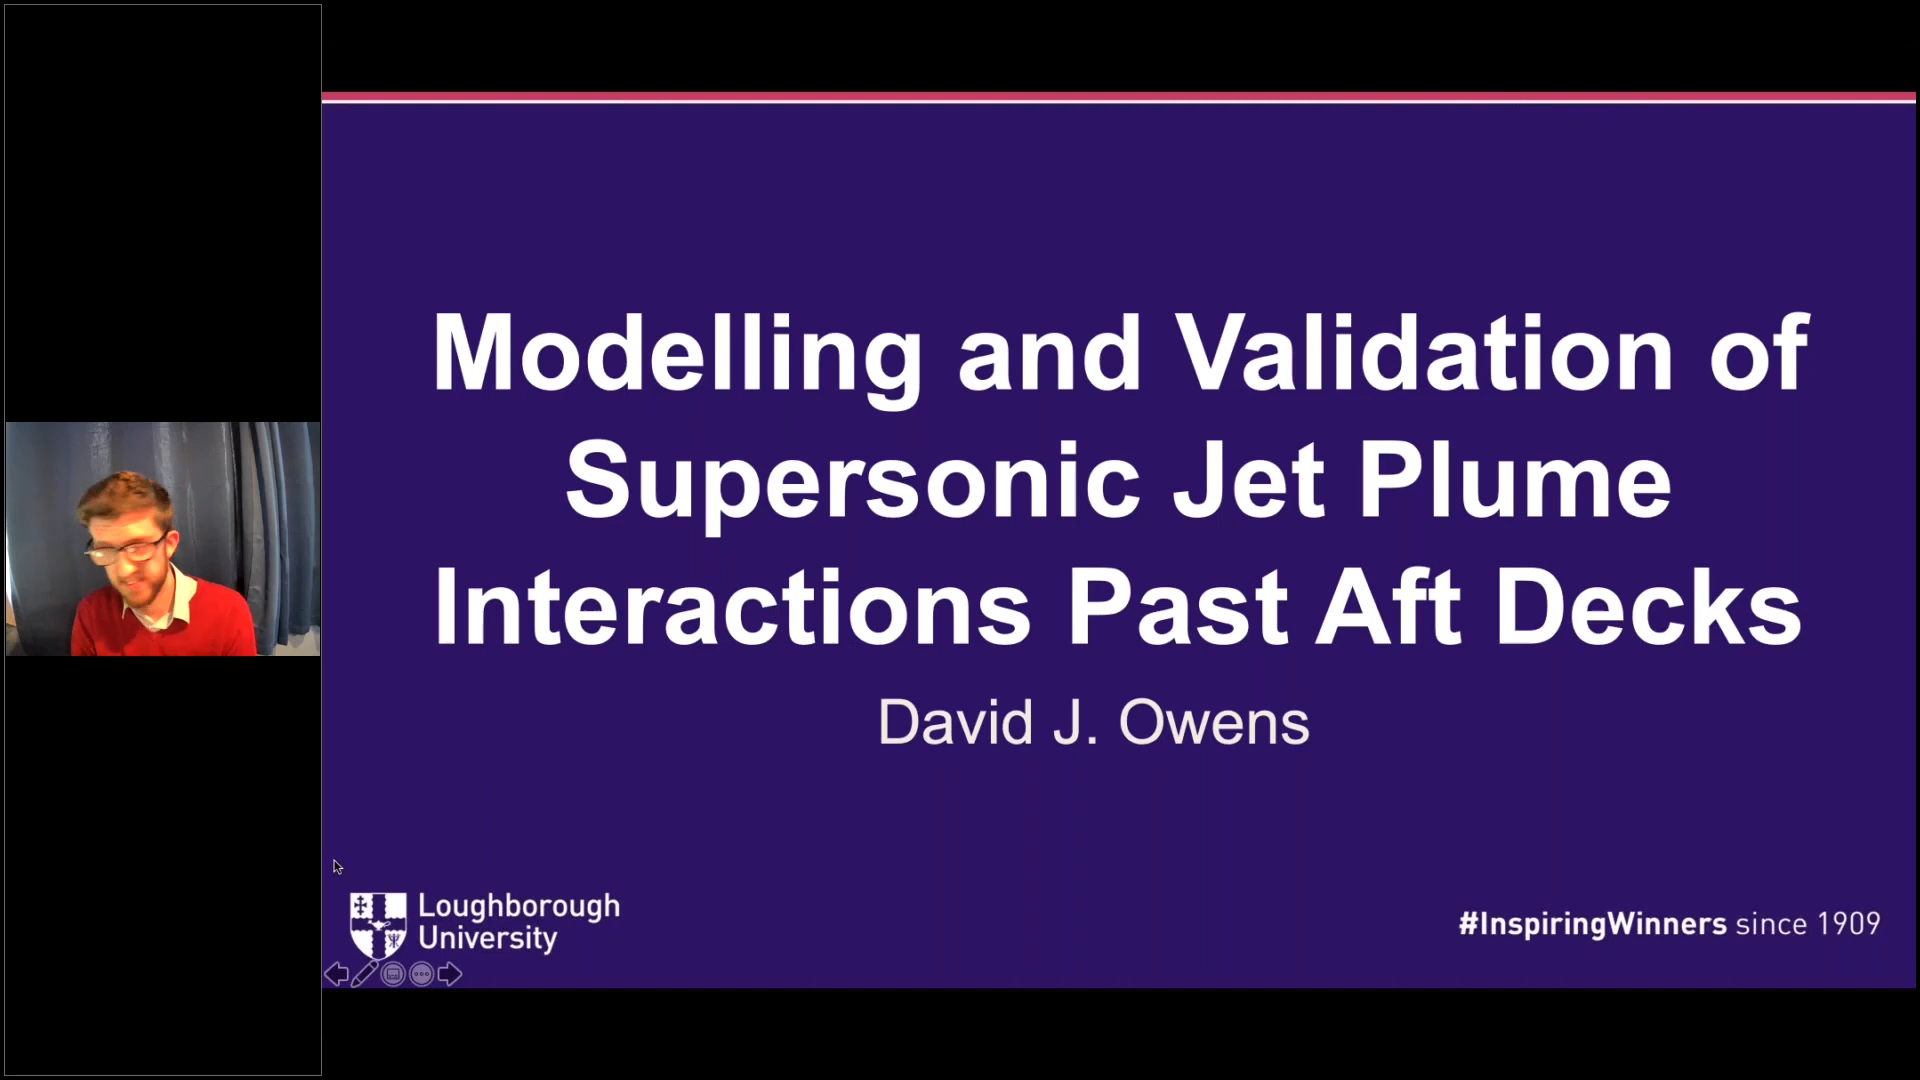 Modelling and Validation of
Supersonic Jet Plume
Interactions Past Aft Decks
David J. Owens
Loughborough
University
#InspiringWinners since 1909